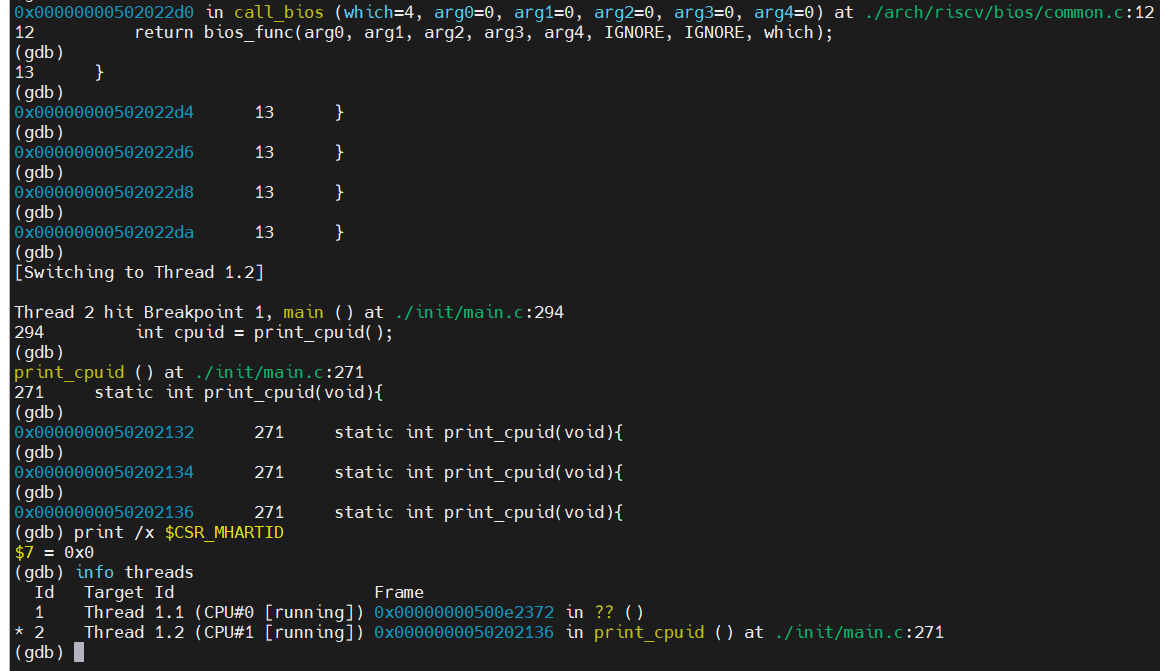 0x00000000502022d0 in call_bios (which=4, arg0=0, arg1=0, arg2=0, arg3=0, arg4=0) at ./arch/riscv/bios/common.c:12
12          return bios_func(arg0, arg1, arg2, arg3, arg4, IGNORE, IGNORE, which);
(gdb)
13      }
(gdb)
0x00000000502022d4      13      }
(gdb)
0x00000000502022d6      13      }
(gdb)
0x00000000502022d8      13      }
(gdb)
0x00000000502022da      13      }
(gdb)
[Switching to Thread 1.2]
Thread 2 hit Breakpoint 1, main () at ./init/main.c:294
294         int cpuid = print_cpuid();
(gdb)
print_cpuid () at ./init/main.c:271
271     static int print_cpuid(void){
(gdb)
0x0000000050202132      271     static int print_cpuid(void){
(gdb)
0x0000000050202134      271     static int print_cpuid(void){
(gdb)
0x0000000050202136      271     static int print_cpuid(void){
(gdb) print /x $CSR_MHARTID
$7 = 0x0
(gdb) info threads
  Id   Target Id                    Frame
  1    Thread 1.1 (CPU#0 [running]) 0x00000000500e2372 in ?? ()
* 2    Thread 1.2 (CPU#1 [running]) 0x0000000050202136 in print_cpuid () at ./init/main.c:271
(gdb)